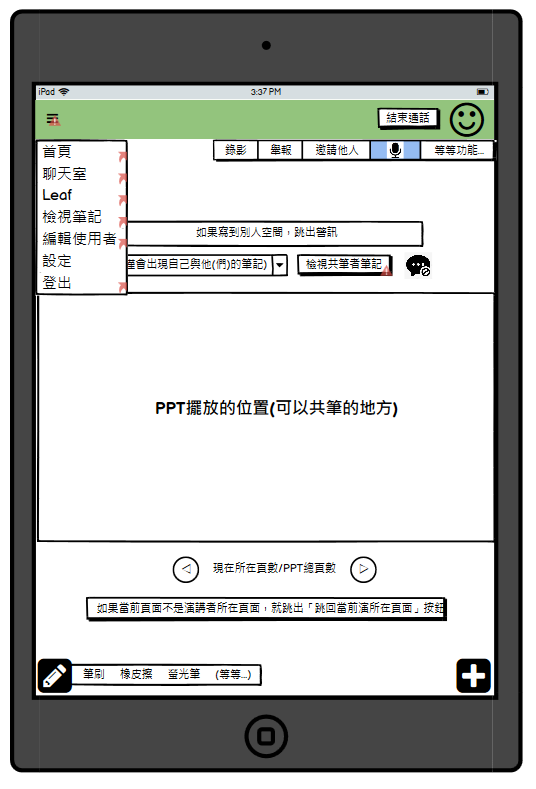 iPad 3:37 PM
結束通話
錄影 舉報 邀請他人 等等功能...
首頁
聊天室
Leaf
檢視筆記
編輯使用者
設定
登出
如果寫到別人空間，跳出警訊
會出現自己與他(們)的筆記)
檢視共筆者筆記
PPT擺放的位置(可以共筆的地方)
現在所在頁數/PPT總頁數
如果當前頁面不是演講者所在頁面，就跳出「跳回當前演所在頁面」按鈕
筆刷 橡皮擦 螢光筆 (等等...)